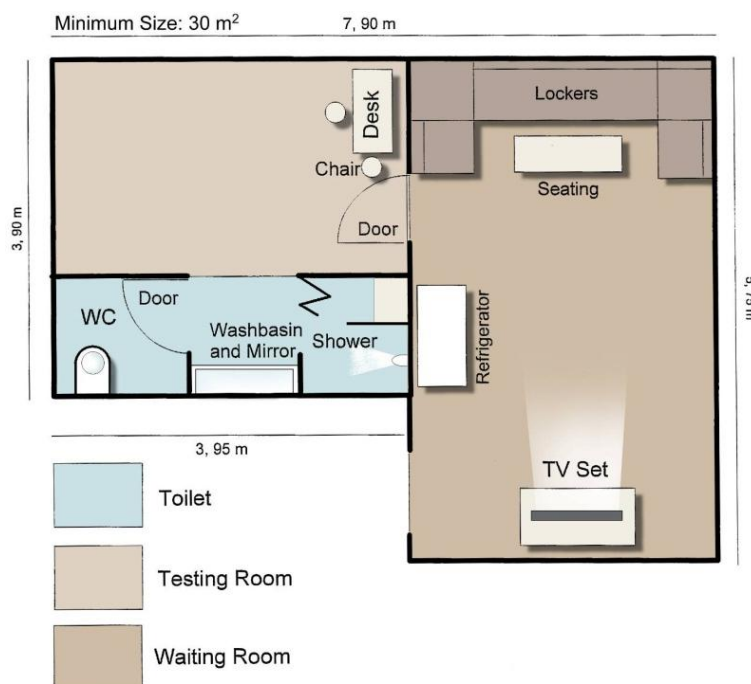 Minimum Size: 30 m²
7, 90 m
Lockers
Desk
Chair
Seating
Door
3, 90 m
Door
WC
Washbasin
and Mirror
Shower
Refrigerator
3, 95 m
TV Set
Toilet
Testing Room
Waiting Room